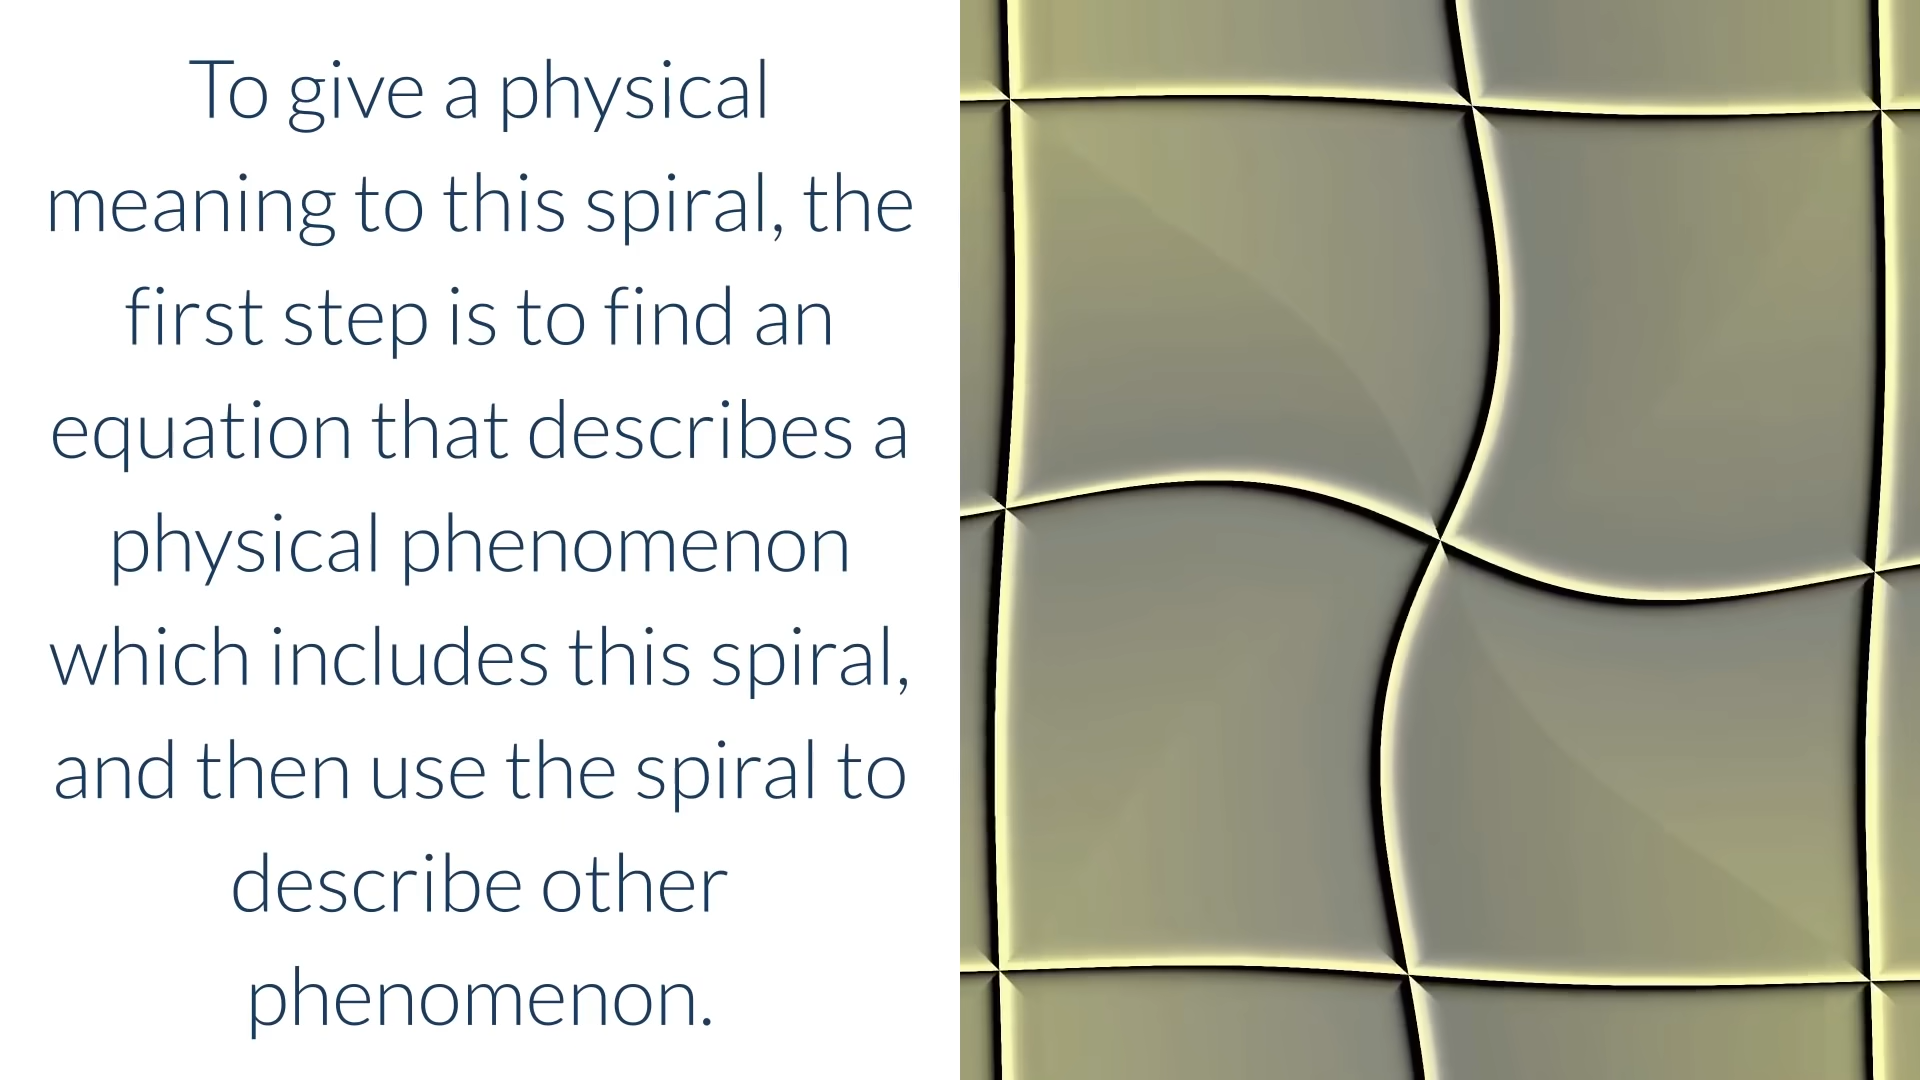 To give a physical
meaning to this spiral, the
first step is to find an
equation that describes a
physical phenomenon
which includes this spiral,
and then use the spiral to
describe other
phenomenon.